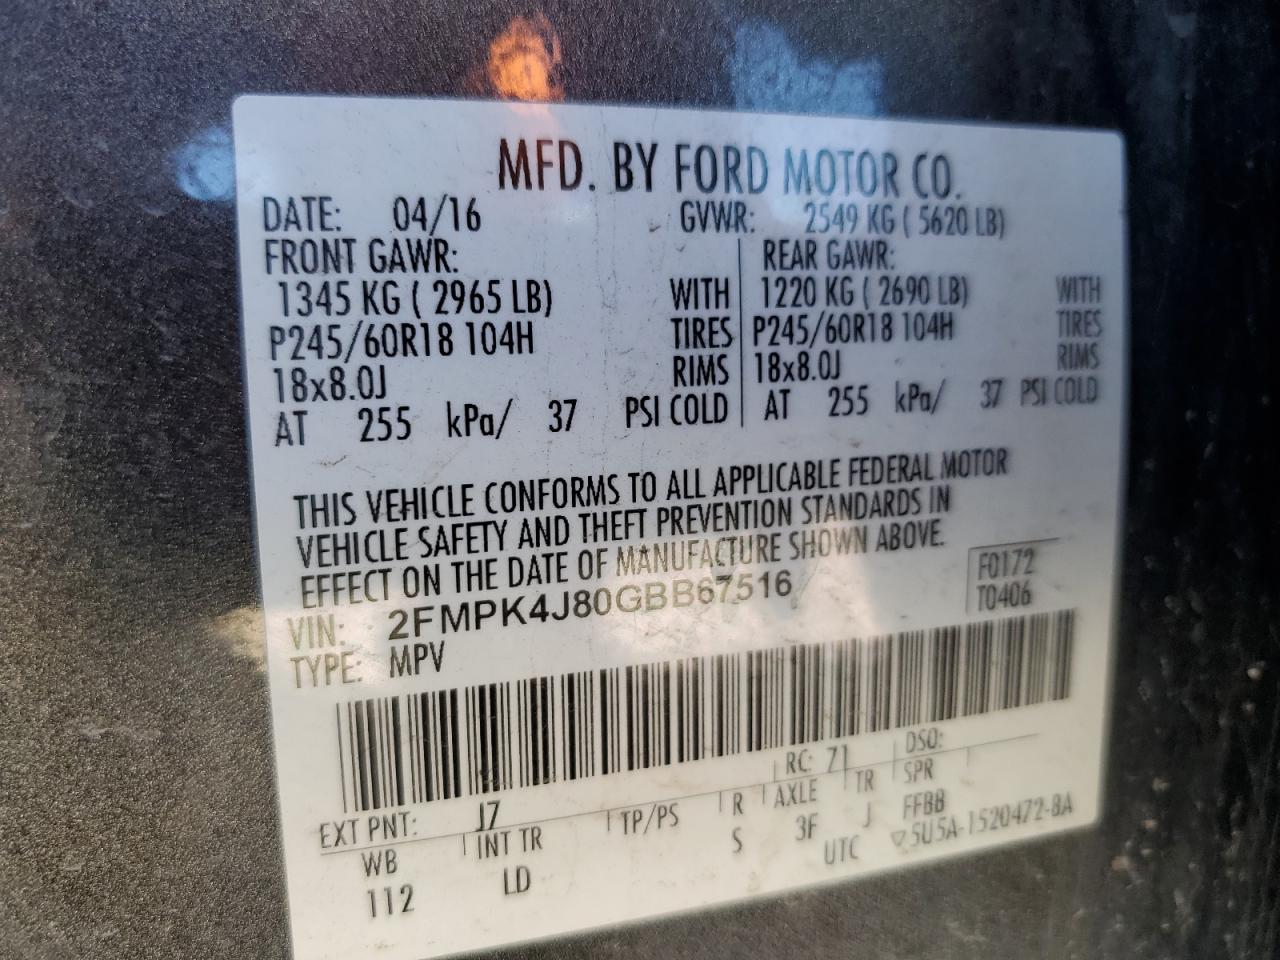 MFD. BY FORD MOTOR CO.
DATE: 04/16 GVWR: 2549 KG ( 5620 LB)
FRONT GAWR: REAR GAWR:
1345 KG ( 2965 LB) WITH 1220 KG ( 2690 LB) WITH
P245/60R18 104H TIRES P245/60R18 104H TIRES
18x8.0J RIMS 18x8.0J RIMS
AT 255 kPa/ 37 PSI COLD AT 255 kPa/ 37 PSI COLD
THIS VEHICLE CONFORMS TO ALL APPLICABLE FEDERAL MOTOR
VEHICLE SAFETY AND THEFT PREVENTION STANDARDS IN
EFFECT ON THE DATE OF MANUFACTURE SHOWN ABOVE.
VIN: 2FMPK4J80GBB67516 F0172
TYPE: MPV T0406
EXT PNT: J7 RC: 71 DSO:
WB INT TR TP/PS R AXLE TR SPR
112 LD S 3F J FFBB
UTC ▽5U5A-1520472-BA